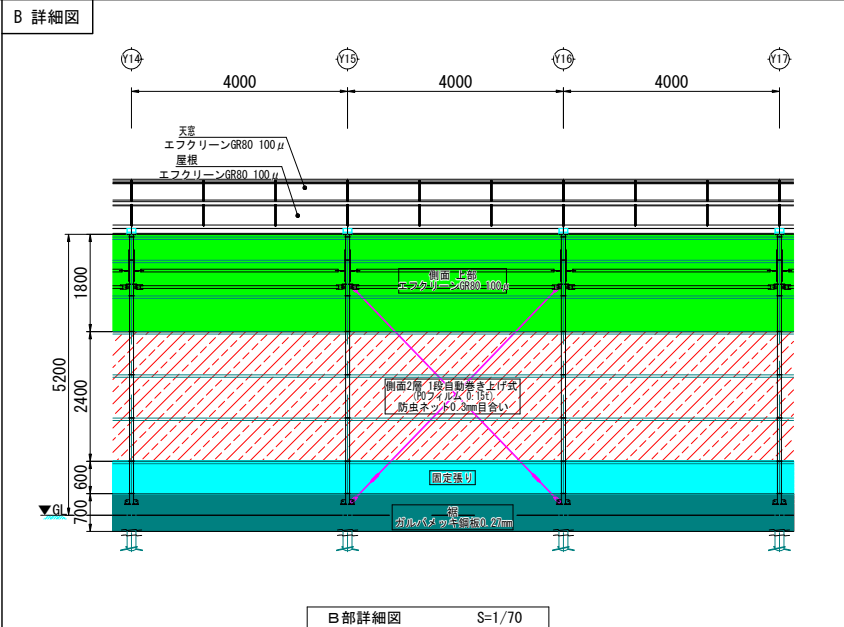 B 詳細図
Y14
Y15
Y16
Y17
4000
4000
4000
天窓
エフクリーンGR80 100μ
屋根
エフクリーンGR80 100μ
側面 上部
エフクリーンGR80 100μ
1800
5200
2400
側面2層 1段自動巻き上げ式
(POフィルム 0.15t)
防虫ネット0.3mm目合い
600
固定張り
700
▼GL
裾
ガルバメッキ鋼板0.27mm
B部詳細図 S=1/70